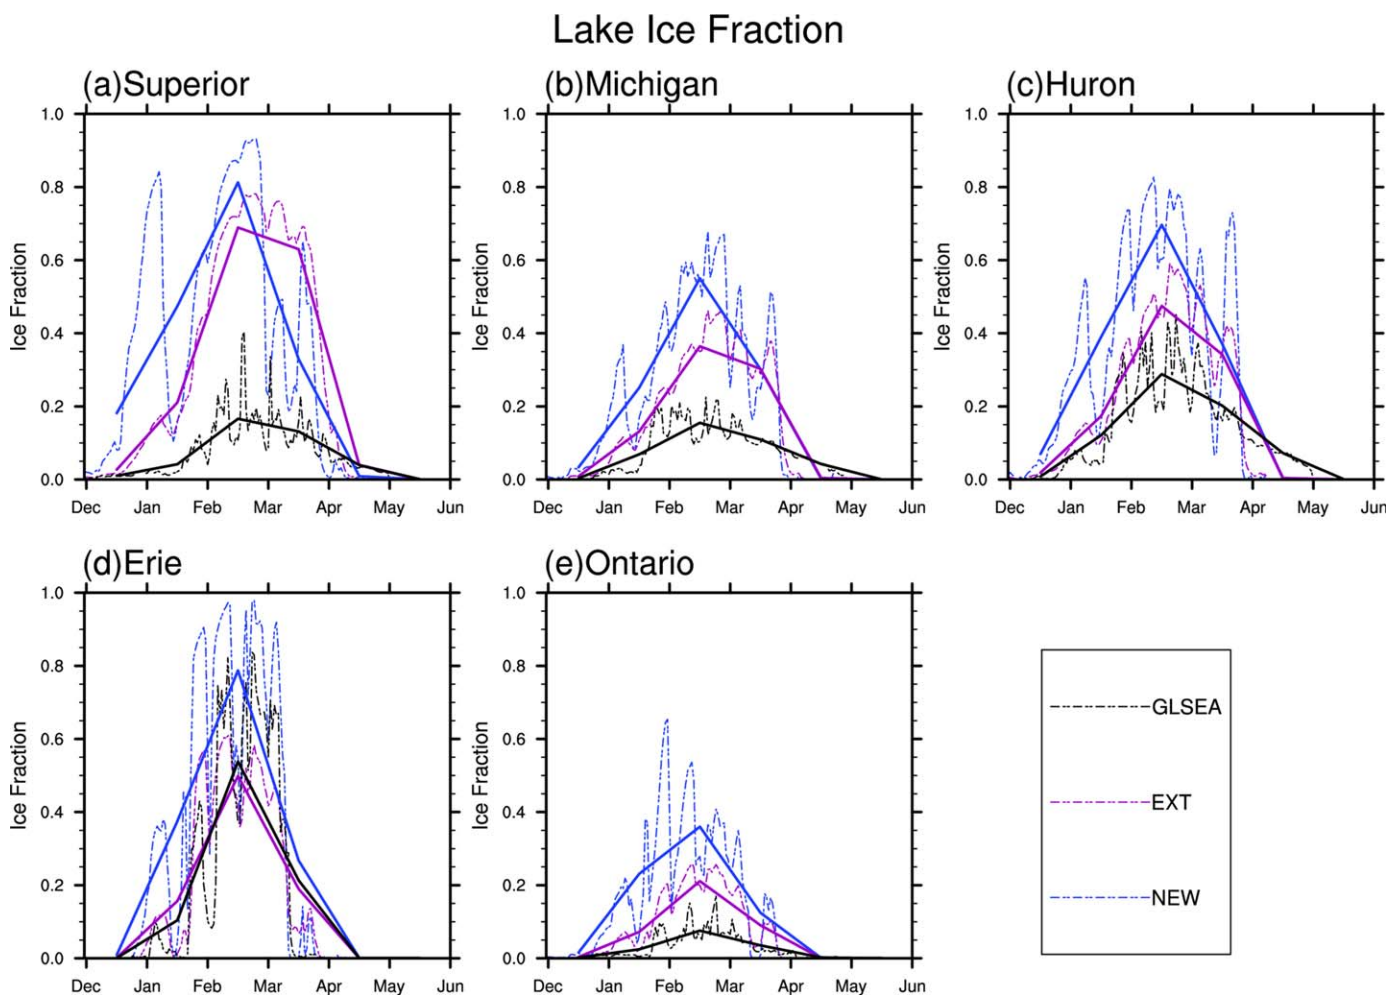 Lake Ice Fraction
(a)Superior
(b)Michigan
(c)Huron
1.0
0.8
0.6
0.4
0.2
0.0
Ice Fraction
Dec Jan Feb Mar Apr May Jun
1.0
0.8
0.6
0.4
0.2
0.0
Ice Fraction
Dec Jan Feb Mar Apr May Jun
1.0
0.8
0.6
0.4
0.2
0.0
Ice Fraction
Dec Jan Feb Mar Apr May Jun
(d)Erie
(e)Ontario
1.0
0.8
0.6
0.4
0.2
0.0
Ice Fraction
Dec Jan Feb Mar Apr May Jun
1.0
0.8
0.6
0.4
0.2
0.0
Ice Fraction
Dec Jan Feb Mar Apr May Jun
GLSEA
EXT
NEW